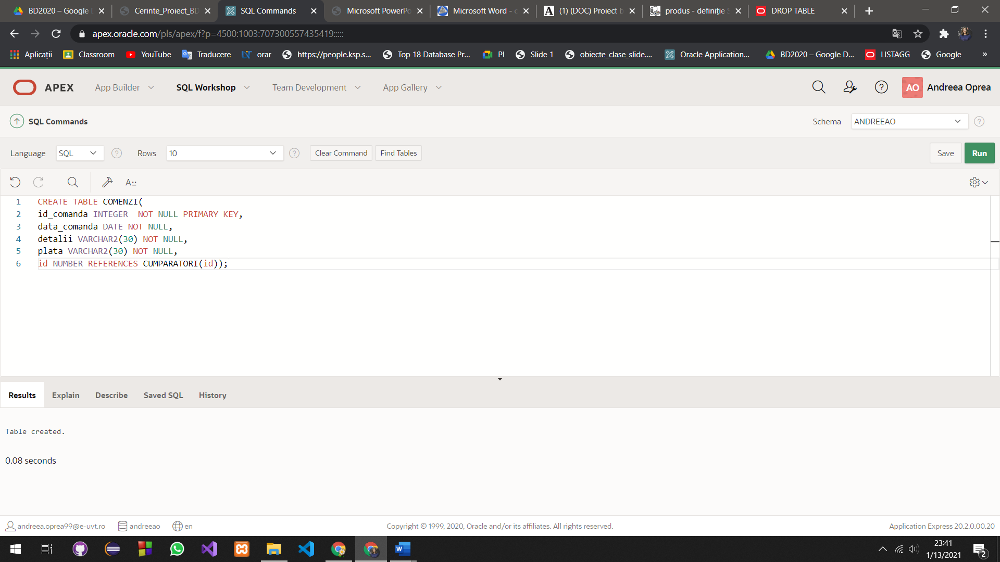 BD2020 – Google D
Cerinte_Proiect_BD
SQL Commands
Microsoft PowerPo
Microsoft Word - c
(1) (DOC) Proiect b
produs - definiție ș
DROP TABLE
apex.oracle.com/pls/apex/f?p=4500:1003:707300557435419:::::
Aplicații
Classroom
YouTube
Traducere
orar
https://people.ksp.s...
Top 18 Database Pr...
PI
Slide 1
obiecte_clase_slide....
Oracle Application...
BD2020 – Google D...
LISTAGG
Google
»
APEX
App Builder
SQL Workshop
Team Development
App Gallery
AO
Andreea Oprea
SQL Commands
Schema
ANDREEAO
Language
SQL
Rows
10
Clear Command
Find Tables
Save
Run
1 CREATE TABLE COMENZI(
2 id_comanda INTEGER  NOT NULL PRIMARY KEY,
3 data_comanda DATE NOT NULL,
4 detalii VARCHAR2(30) NOT NULL,
5 plata VARCHAR2(30) NOT NULL,
6 id NUMBER REFERENCES CUMPARATORI(id));
Results
Explain
Describe
Saved SQL
History
Table created.
0.08 seconds
andreea.oprea99@e-uvt.ro
andreeao
en
Copyright © 1999, 2020, Oracle and/or its affiliates. All rights reserved.
Application Express 20.2.0.00.20
23:41
1/13/2021
2